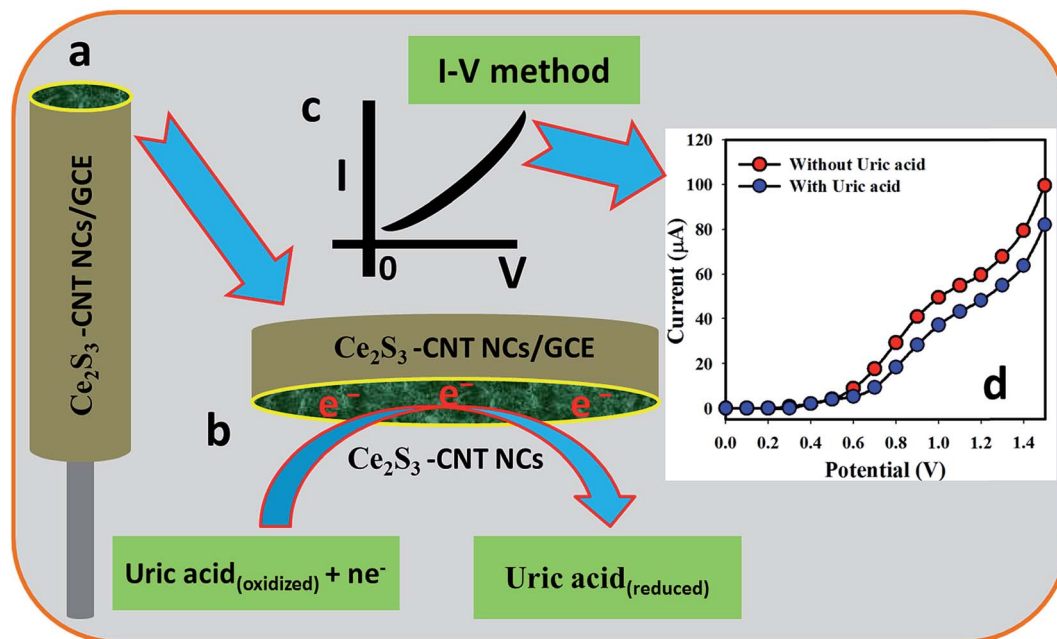 a
Ce₂S₃-CNT NCs/GCE
I-V method
c
I
0
V
Ce₂S₃-CNT NCs/GCE
e⁻ e⁻ e⁻
b
Ce₂S₃-CNT NCs
Uric acid(oxidized) + ne⁻
Uric acid(reduced)
120
100
80
60
40
20
0
Current (µA)
Without Uric acid
With Uric acid
d
0.0 0.2 0.4 0.6 0.8 1.0 1.2 1.4
Potential (V)